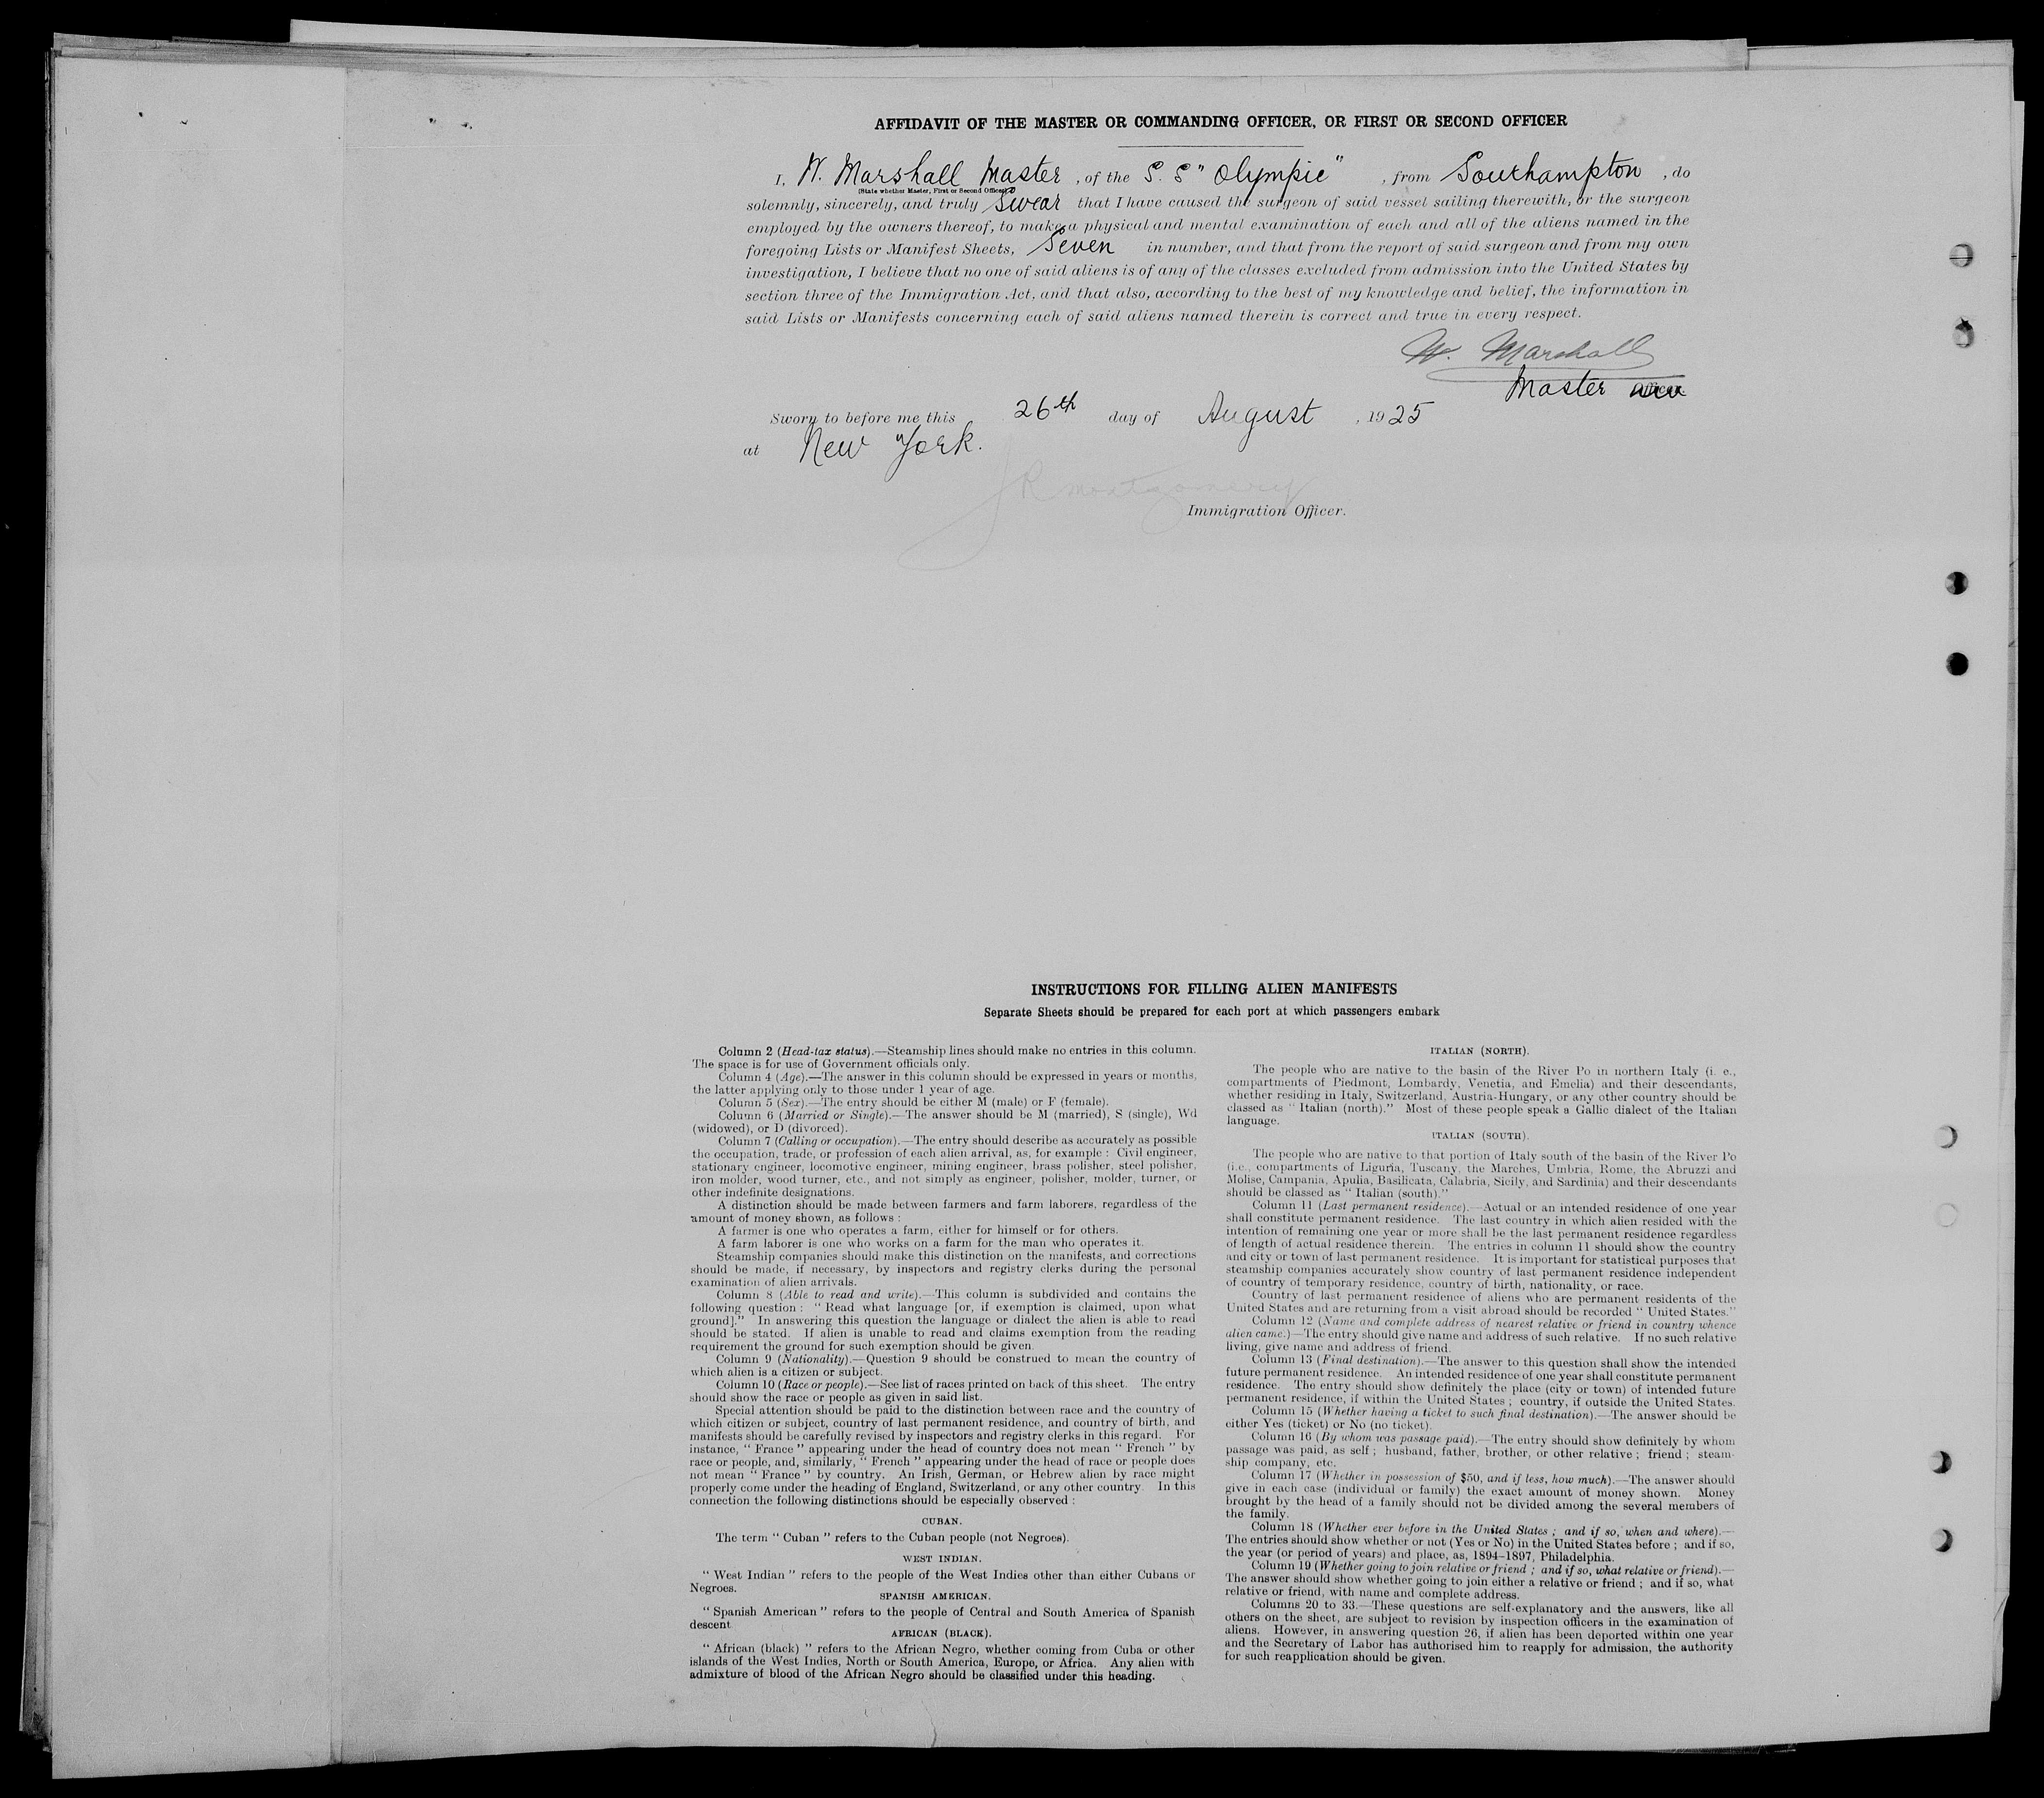 AFFIDAVIT OF THE MASTER OR COMMANDING OFFICER, OR FIRST OR SECOND OFFICER
I, W. Marshall Master, of the S.S "Olympic", from Southampton, do
(State whether Master, First or Second Officer)
solemnly, sincerely, and truly Swear that I have caused the surgeon of said vessel sailing therewith, or the surgeon
employed by the owners thereof, to make a physical and mental examination of each and all of the aliens named in the
foregoing Lists or Manifest Sheets, Seven in number, and that from the report of said surgeon and from my own
investigation, I believe that no one of said aliens is of any of the classes excluded from admission into the United States by
section three of the Immigration Act, and that also, according to the best of my knowledge and belief, the information in
said Lists or Manifests concerning each of said aliens named therein is correct and true in every respect.
W. Marshall
Master Officer
Sworn to before me this 26th day of August, 1925
at New York.
J R Montgomery
Immigration Officer.
INSTRUCTIONS FOR FILLING ALIEN MANIFESTS
Separate Sheets should be prepared for each port at which passengers embark
Column 2 (Head-tax status).—Steamship lines should make no entries in this column.
The space is for use of Government officials only.
Column 4 (Age).—The answer in this column should be expressed in years or months,
the latter applying only to those under 1 year of age.
Column 5 (Sex).—The entry should be either M (male) or F (female).
Column 6 (Married or Single).—The answer should be M (married), S (single), Wd
(widowed), or D (divorced).
Column 7 (Calling or occupation).—The entry should describe as accurately as possible
the occupation, trade, or profession of each alien arrival, as, for example : Civil engineer,
stationary engineer, locomotive engineer, mining engineer, brass polisher, steel polisher,
iron molder, wood turner, etc., and not simply as engineer, polisher, molder, turner, or
other indefinite designations.
A distinction should be made between farmers and farm laborers, regardless of the
amount of money shown, as follows :
A farmer is one who operates a farm, either for himself or for others.
A farm laborer is one who works on a farm for the man who operates it.
Steamship companies should make this distinction on the manifests, and corrections
should be made, if necessary, by inspectors and registry clerks during the personal
examination of alien arrivals.
Column 8 (Able to read and write).—This column is subdivided and contains the
following question : " Read what language [or, if exemption is claimed, upon what
ground]." In answering this question the language or dialect the alien is able to read
should be stated. If alien is unable to read and claims exemption from the reading
requirement the ground for such exemption should be given.
Column 9 (Nationality).—Question 9 should be construed to mean the country of
which alien is a citizen or subject.
Column 10 (Race or people).—See list of races printed on back of this sheet. The entry
should show the race or people as given in said list.
Special attention should be paid to the distinction between race and the country of
which citizen or subject, country of last permanent residence, and country of birth, and
manifests should be carefully revised by inspectors and registry clerks in this regard. For
instance, " France " appearing under the head of country does not mean " French " by
race or people, and, similarly, " French " appearing under the head of race or people does
not mean " France " by country. An Irish, German, or Hebrew alien by race might
properly come under the heading of England, Switzerland, or any other country. In this
connection the following distinctions should be especially observed :
CUBAN.
The term " Cuban " refers to the Cuban people (not Negroes).
WEST INDIAN.
" West Indian " refers to the people of the West Indies other than either Cubans or
Negroes.
SPANISH AMERICAN.
" Spanish American " refers to the people of Central and South America of Spanish
descent
AFRICAN (BLACK).
" African (black) " refers to the African Negro, whether coming from Cuba or other
islands of the West Indies, North or South America, Europe, or Africa. Any alien with
admixture of blood of the African Negro should be classified under this heading.
ITALIAN (NORTH).
The people who are native to the basin of the River Po in northern Italy (i. e.,
compartments of Piedmont, Lombardy, Venetia, and Emelia) and their descendants,
whether residing in Italy, Switzerland, Austria-Hungary, or any other country should be
classed as " Italian (north)." Most of these people speak a Gallic dialect of the Italian
language.
ITALIAN (SOUTH).
The people who are native to that portion of Italy south of the basin of the River Po
(i.e., compartments of Liguria, Tuscany, the Marches, Umbria, Rome, the Abruzzi and
Molise, Campania, Apulia, Basilicata, Calabria, Sicily, and Sardinia) and their descendants
should be classed as " Italian (south)."
Column 11 (Last permanent residence).—Actual or an intended residence of one year
shall constitute permanent residence. The last country in which alien resided with the
intention of remaining one year or more shall be the last permanent residence regardless
of length of actual residence therein. The entries in column 11 should show the country
and city or town of last permanent residence. It is important for statistical purposes that
steamship companies accurately show country of last permanent residence independent
of country of temporary residence, country of birth, nationality, or race.
Country of last permanent residence of aliens who are permanent residents of the
United States and are returning from a visit abroad should be recorded " United States."
Column 12 (Name and complete address of nearest relative or friend in country whence
alien came.)—The entry should give name and address of such relative. If no such relative
living, give name and address of friend.
Column 13 (Final destination).—The answer to this question shall show the intended
future permanent residence. An intended residence of one year shall constitute permanent
residence. The entry should show definitely the place (city or town) of intended future
permanent residence, if within the United States ; country, if outside the United States.
Column 15 (Whether having a ticket to such final destination).—The answer should be
either Yes (ticket) or No (no ticket).
Column 16 (By whom was passage paid).—The entry should show definitely by whom
passage was paid, as self ; husband, father, brother, or other relative ; friend ; steam-
ship company, etc.
Column 17 (Whether in possession of $50, and if less, how much).—The answer should
give in each case (individual or family) the exact amount of money shown. Money
brought by the head of a family should not be divided among the several members of
the family.
Column 18 (Whether ever before in the United States ; and if so, when and where).—
The entries should show whether or not (Yes or No) in the United States before ; and if so,
the year (or period of years) and place, as, 1894–1897, Philadelphia.
Column 19 (Whether going to join relative or friend ; and if so, what relative or friend).—
The answer should show whether going to join either a relative or friend ; and if so, what
relative or friend, with name and complete address.
Columns 20 to 33.—These questions are self-explanatory and the answers, like all
others on the sheet, are subject to revision by inspection officers in the examination of
aliens. However, in answering question 26, if alien has been deported within one year
and the Secretary of Labor has authorised him to reapply for admission, the authority
for such reapplication should be given.